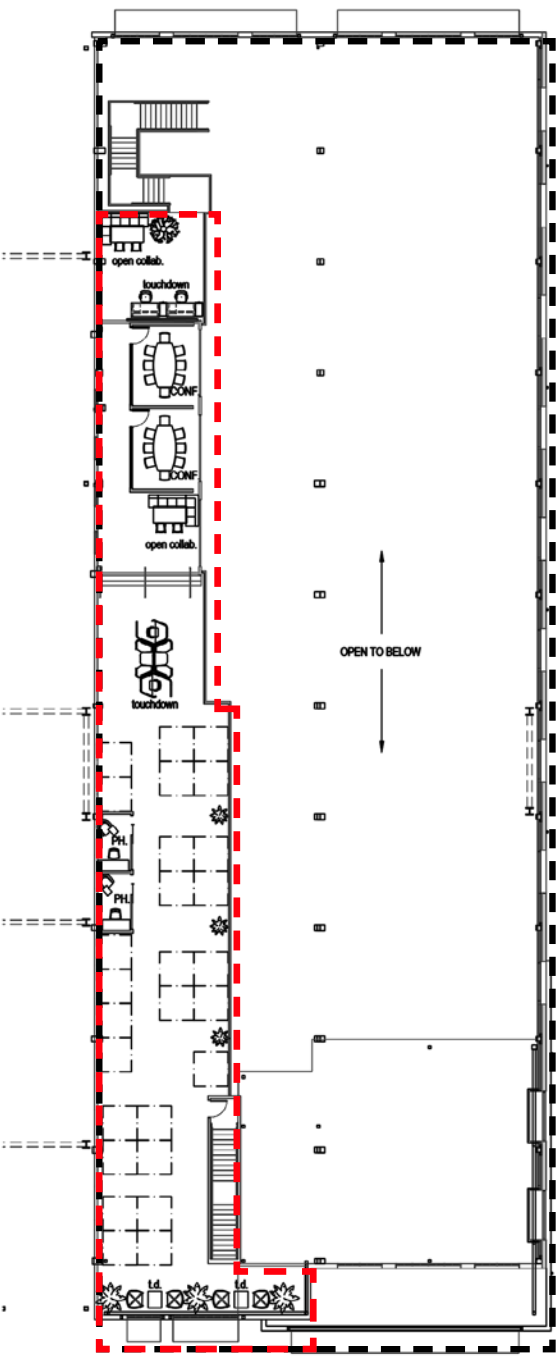 open collab.
touchdown
CONF
CONF
open collab.
OPEN TO BELOW
touchdown
PH.
PH.
t.d.
t.d.